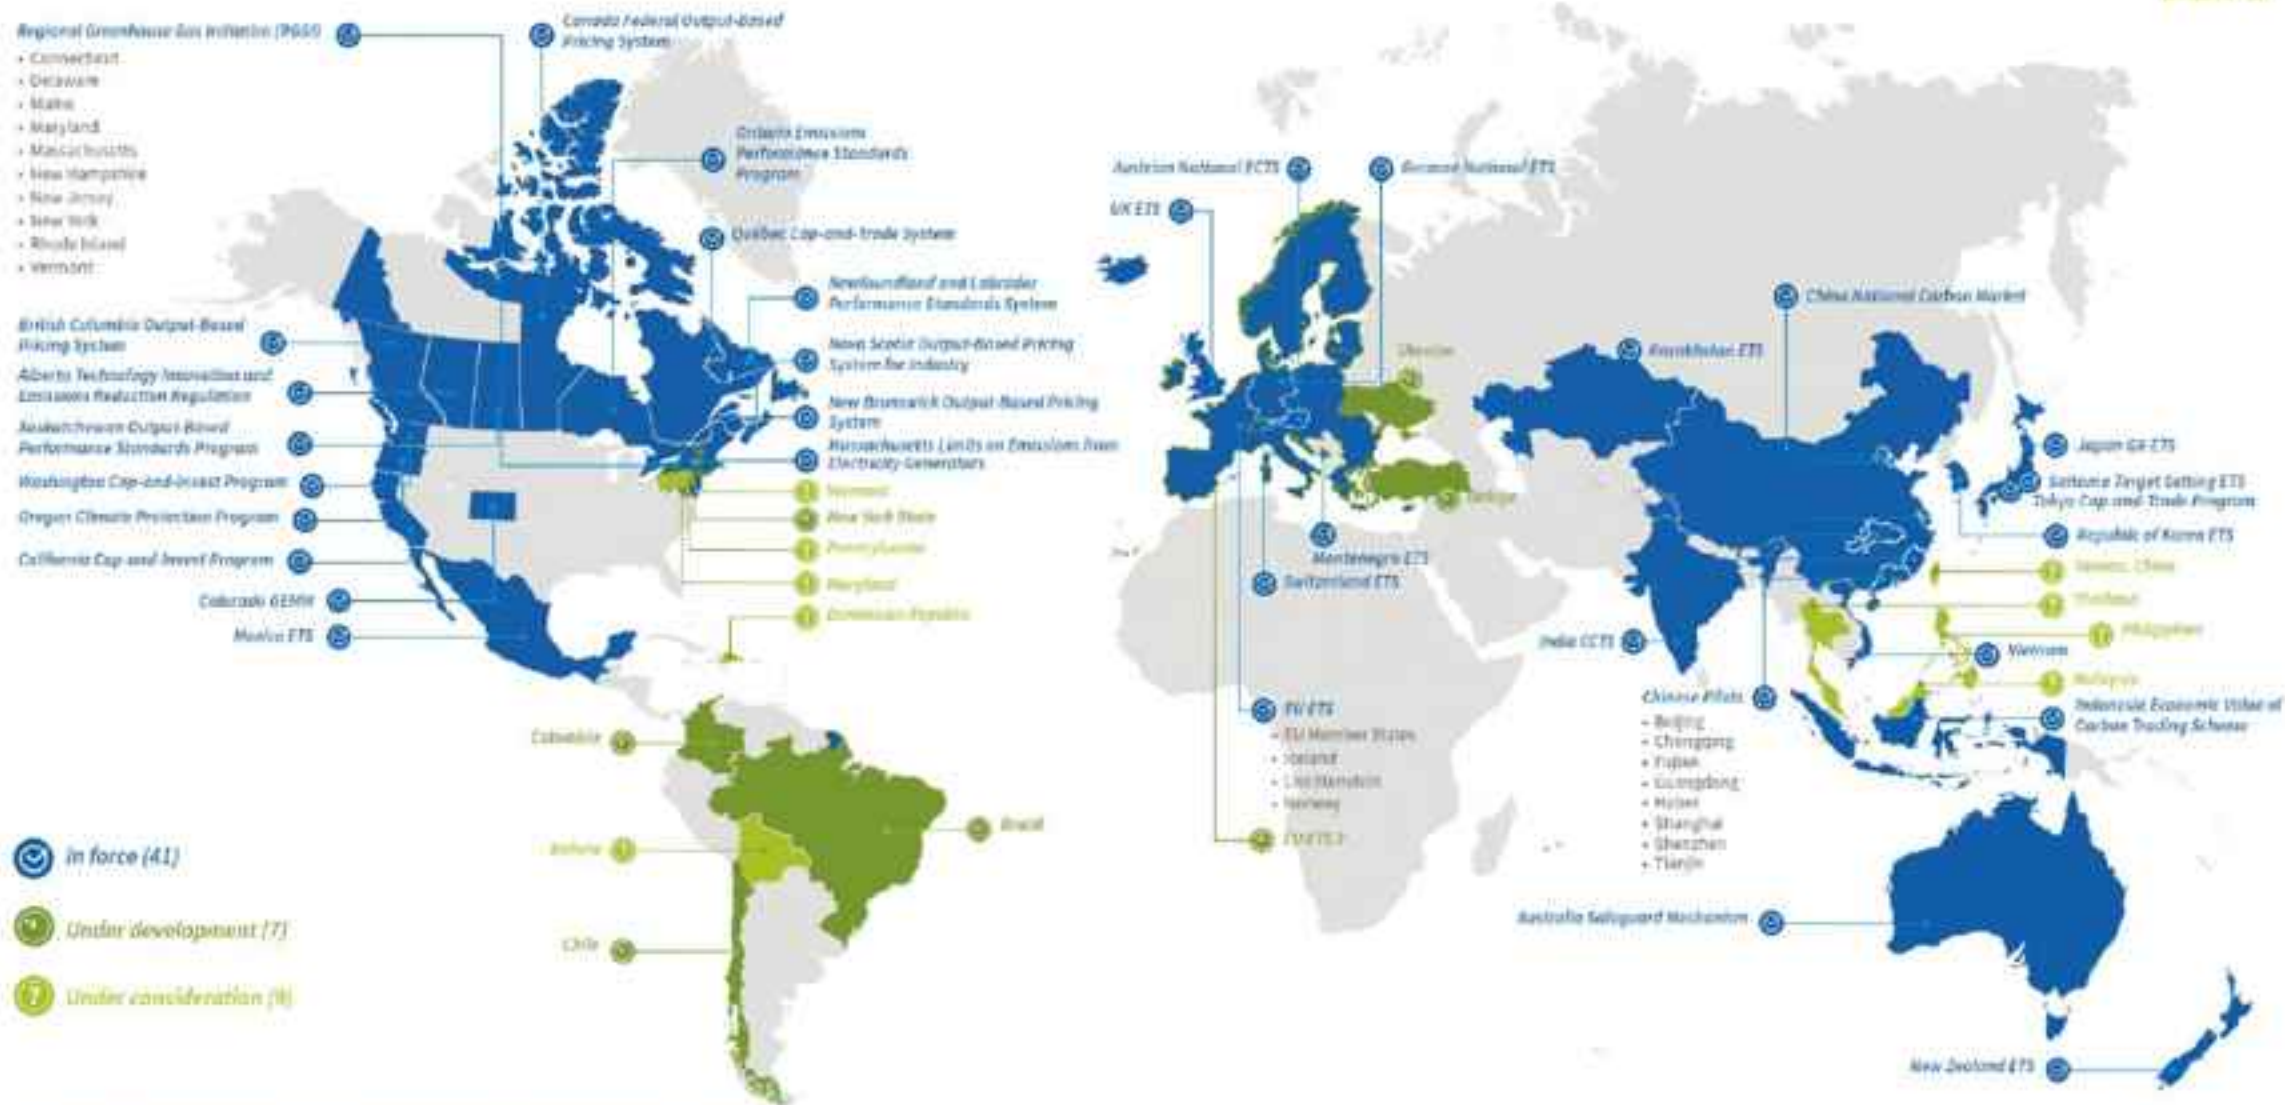 Regional Greenhouse Gas Initiative (RGGI)
• Connecticut
• Delaware
• Maine
• Maryland
• Massachusetts
• New Hampshire
• New Jersey
• New York
• Rhode Island
• Vermont
British Columbia Output-Based
Pricing System
Alberta Technology Innovation and
Emissions Reduction Regulation
Saskatchewan Output-Based
Performance Standards Program
Washington Cap-and-Invest Program
Oregon Climate Protection Program
California Cap-and-Invest Program
Colorado GEMM
Mexico ETS
Canada Federal Output-Based
Pricing System
Ontario Emissions
Performance Standards
Program
Québec Cap-and-Trade System
Newfoundland and Labrador
Performance Standards System
Nova Scotia Output-Based Pricing
System for Industry
New Brunswick Output-Based Pricing
System
Massachusetts Limits on Emissions from
Electricity Generators
Vermont
New York State
Pennsylvania
Maryland
Dominican Republic
Colombia
Brazil
Bolivia
Chile
In force (41)
Under development (7)
Under consideration (9)
Austrian National ECTS
German National ETS
UK ETS
Ukraine
Türkiye
Montenegro ETS
Switzerland ETS
EU ETS
• EU Member States
• Iceland
• Liechtenstein
• Norway
EU ETS 2
Kazakhstan ETS
China National Carbon Market
Japan GX-ETS
Saitama Target Setting ETS
Tokyo Cap-and-Trade Program
Republic of Korea ETS
Taiwan, China
Thailand
Philippines
Vietnam
Malaysia
Indonesia Economic Value of
Carbon Trading Scheme
India CCTS
Chinese Pilots
• Beijing
• Chongqing
• Fujian
• Guangdong
• Hubei
• Shanghai
• Shenzhen
• Tianjin
Australia Safeguard Mechanism
New Zealand ETS